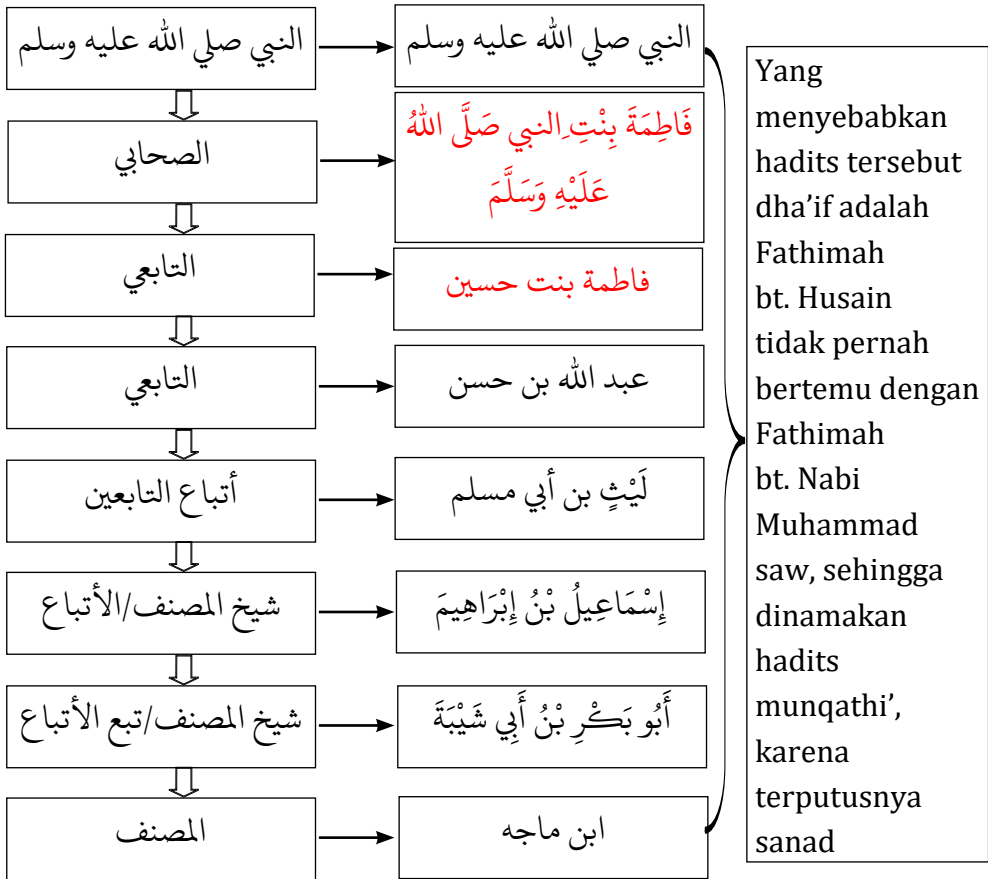 النبي صلي الله عليه وسلم
النبي صلي الله عليه وسلم
الصحابي
فَاطِمَةَ بِنْتِ النبي صَلَّى اللهُ
عَلَيْهِ وَسَلَّمَ
التابعي
فاطمة بنت حسين
التابعي
عبد الله بن حسن
أتباع التابعين
لَيْثٍ بن أبي مسلم
شيخ المصنف/الأتباع
إِسْمَاعِيلُ بْنُ إِبْرَاهِيمَ
شيخ المصنف/تبع الأتباع
أَبُو بَكْرِ بْنُ أَبِي شَيْبَةَ
المصنف
ابن ماجه
Yang
menyebabkan
hadits tersebut
dha’if adalah
Fathimah
bt. Husain
tidak pernah
bertemu dengan
Fathimah
bt. Nabi
Muhammad
saw, sehingga
dinamakan
hadits
munqathi’,
karena
terputusnya
sanad